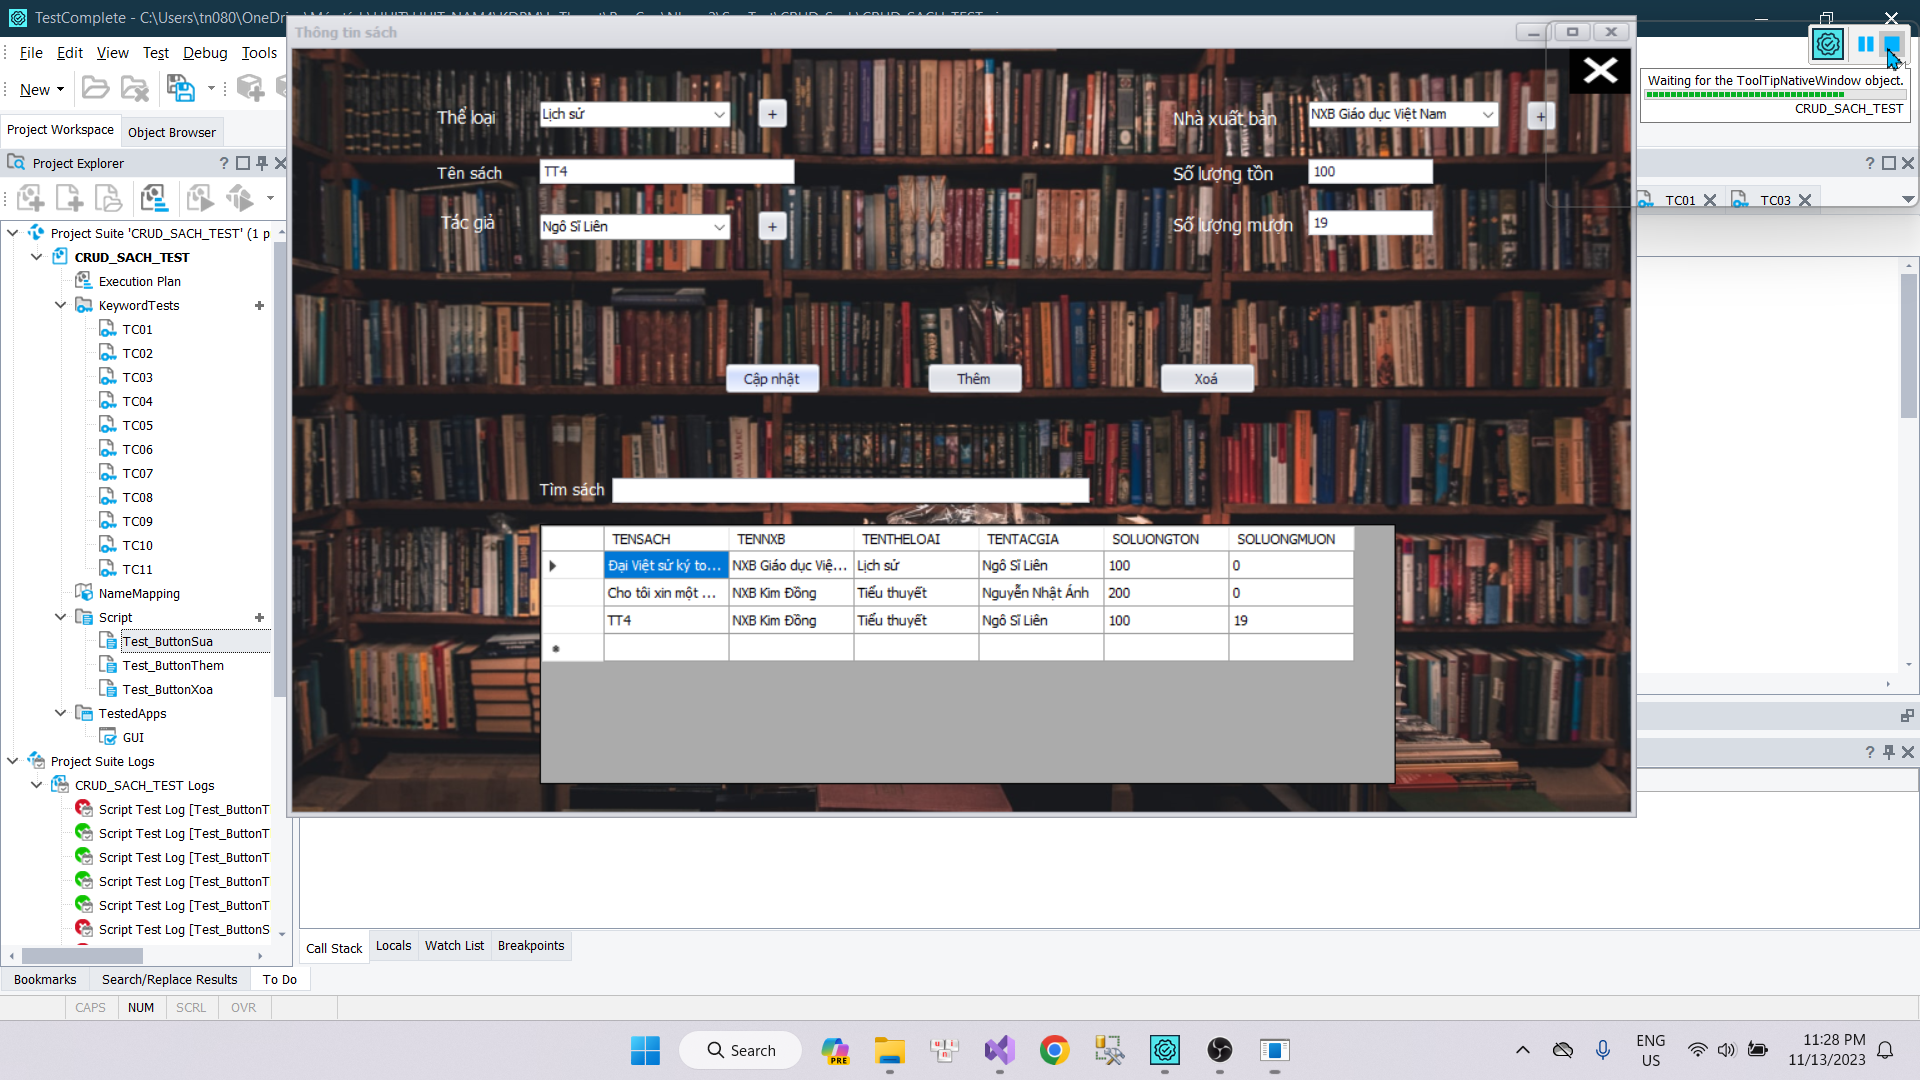 TestComplete - C:\Users\tn080\OneDri
File Edit View Test Debug Tools
New
Project Workspace
Object Browser
Project Explorer
Project Suite 'CRUD_SACH_TEST' (1 p
CRUD_SACH_TEST
Execution Plan
KeywordTests
TC01
TC02
TC03
TC04
TC05
TC06
TC07
TC08
TC09
TC10
TC11
NameMapping
Script
Test_ButtonSua
Test_ButtonThem
Test_ButtonXoa
TestedApps
GUI
Project Suite Logs
CRUD_SACH_TEST Logs
Script Test Log [Test_ButtonT
Script Test Log [Test_ButtonT
Script Test Log [Test_ButtonT
Script Test Log [Test_ButtonT
Script Test Log [Test_ButtonT
Script Test Log [Test_ButtonS
Thông tin sách
Thể loại Lịch sử +
Nhà xuất bản NXB Giáo dục Việt Nam +
Tên sách TT4
Số lượng tồn 100
Tác giả Ngô Sĩ Liên +
Số lượng mượn 19
Cập nhật Thêm Xoá
Tìm sách
TENSACH TENNXB TENTHELOAI TENTACGIA SOLUONGTON SOLUONGMUON
Đại Việt sử ký to... NXB Giáo dục Việ... Lịch sử Ngô Sĩ Liên 100 0
Cho tôi xin một ... NXB Kim Đồng Tiểu thuyết Nguyễn Nhật Ánh 200 0
TT4 NXB Kim Đồng Tiểu thuyết Ngô Sĩ Liên 100 19
Waiting for the ToolTipNativeWindow object.
CRUD_SACH_TEST
TC01 TC03
Call Stack Locals Watch List Breakpoints
Bookmarks Search/Replace Results To Do
CAPS NUM SCRL OVR
Search
PRE
ENG
US
11:28 PM
11/13/2023